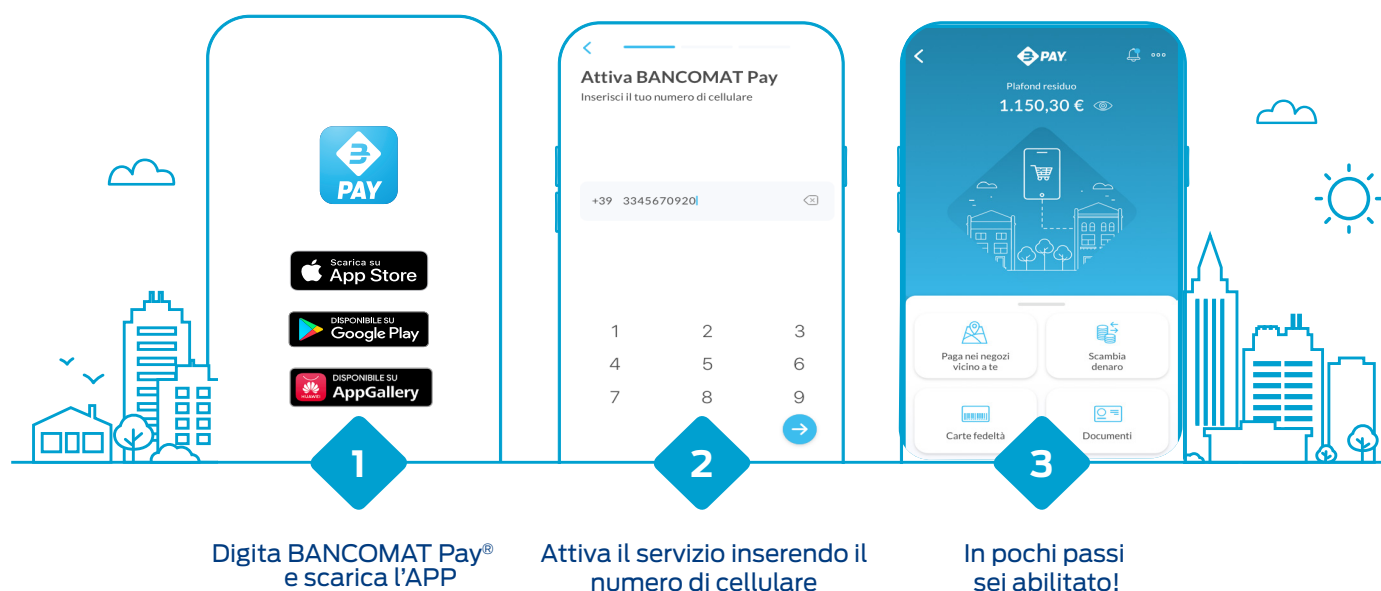 PAY
Scarica su
App Store
DISPONIBILE SU
Google Play
HUAWEI
DISPONIBILE SU
AppGallery
1
Digita BANCOMAT Pay®
e scarica l’APP
Attiva BANCOMAT Pay
Inserisci il tuo numero di cellulare
+39 3345670920
1 2 3
4 5 6
7 8 9
2
Attiva il servizio inserendo il
numero di cellulare
PAY
Plafond residuo
1.150,30 €
Paga nei negozi
vicino a te
Scambia
denaro
Carte fedeltà
Documenti
3
In pochi passi
sei abilitato!